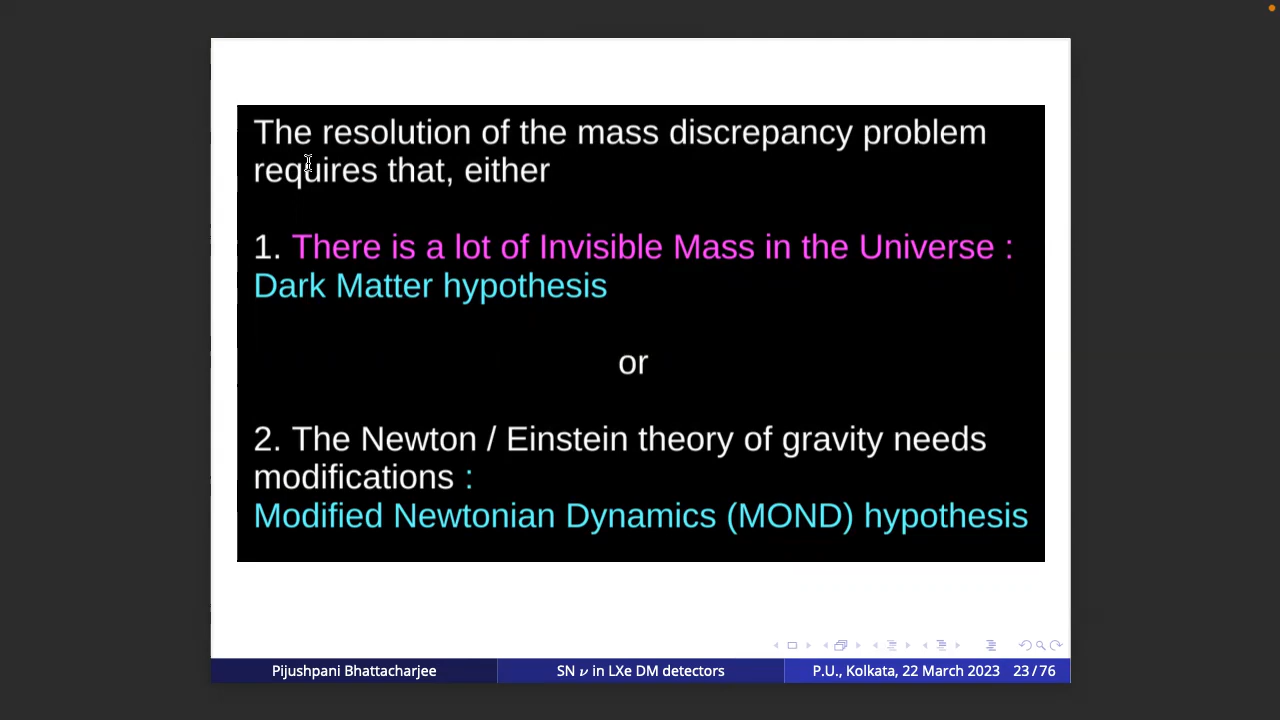 The resolution of the mass discrepancy problem
requires that, either
1. There is a lot of Invisible Mass in the Universe :
Dark Matter hypothesis
or
2. The Newton / Einstein theory of gravity needs
modifications :
Modified Newtonian Dynamics (MOND) hypothesis
Pijushpani Bhattacharjee
SN ν in LXe DM detectors
P.U., Kolkata, 22 March 2023 23 / 76